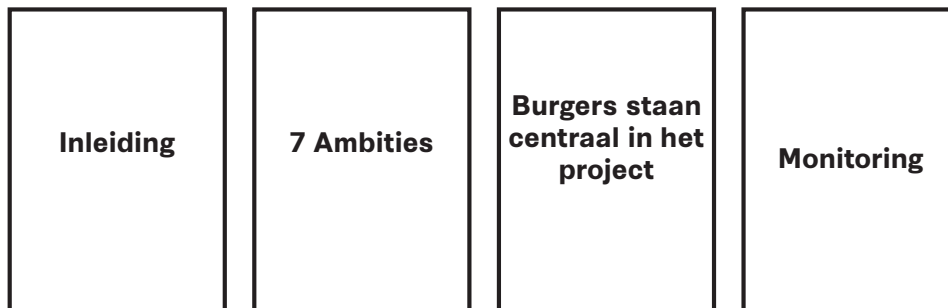 Inleiding
7 Ambities
Burgers staan
centraal in het
project
Monitoring